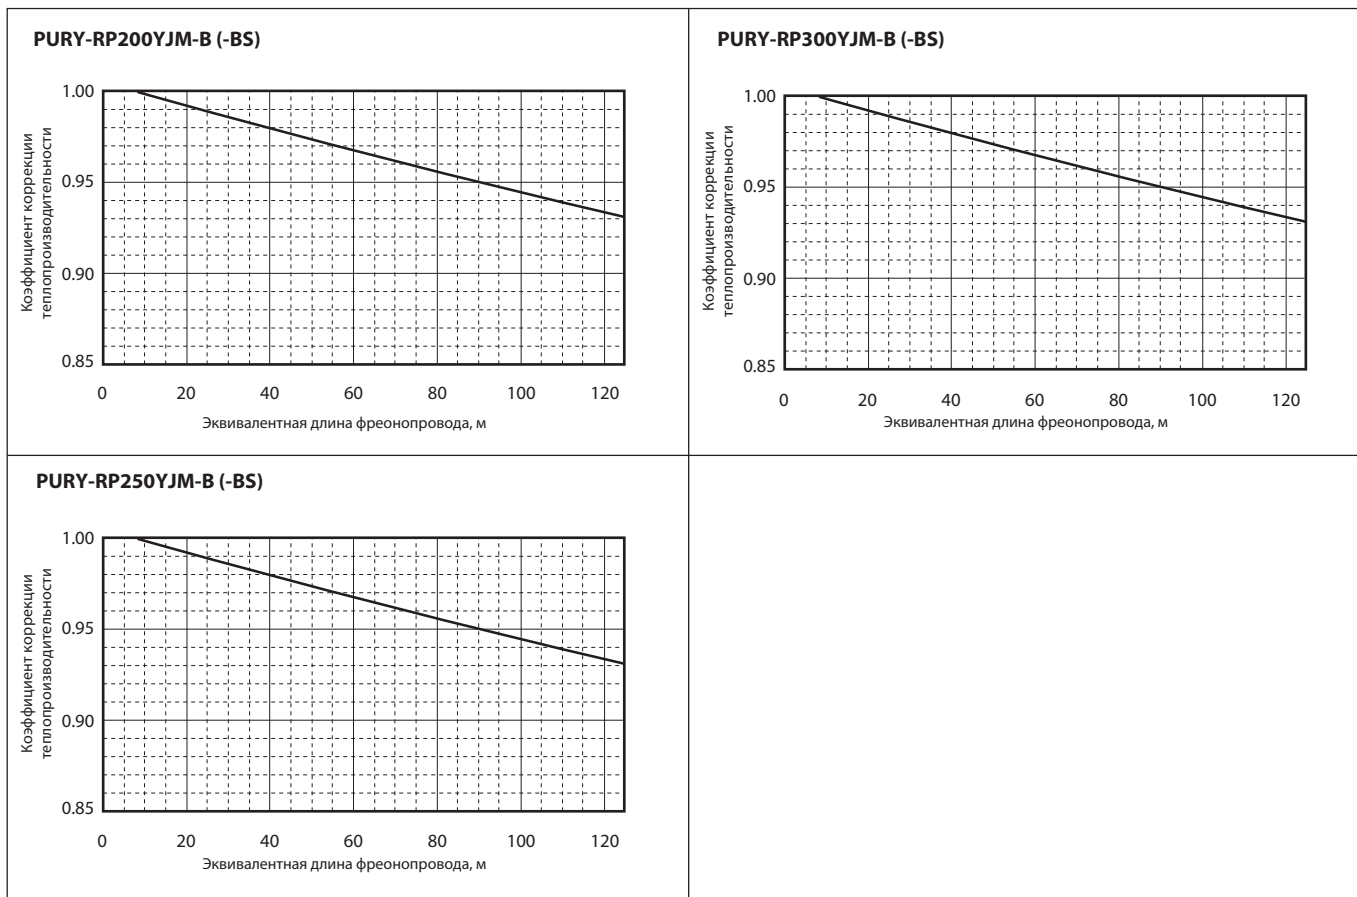 PURY-RP200YJM-B (-BS)
Коэффициент коррекции
теплопроизводительности
1.00
0.95
0.90
0.85
0 20 40 60 80 100 120
Эквивалентная длина фреонопровода, м
PURY-RP300YJM-B (-BS)
Коэффициент коррекции
теплопроизводительности
1.00
0.95
0.90
0.85
0 20 40 60 80 100 120
Эквивалентная длина фреонопровода, м
PURY-RP250YJM-B (-BS)
Коэффициент коррекции
теплопроизводительности
1.00
0.95
0.90
0.85
0 20 40 60 80 100 120
Эквивалентная длина фреонопровода, м